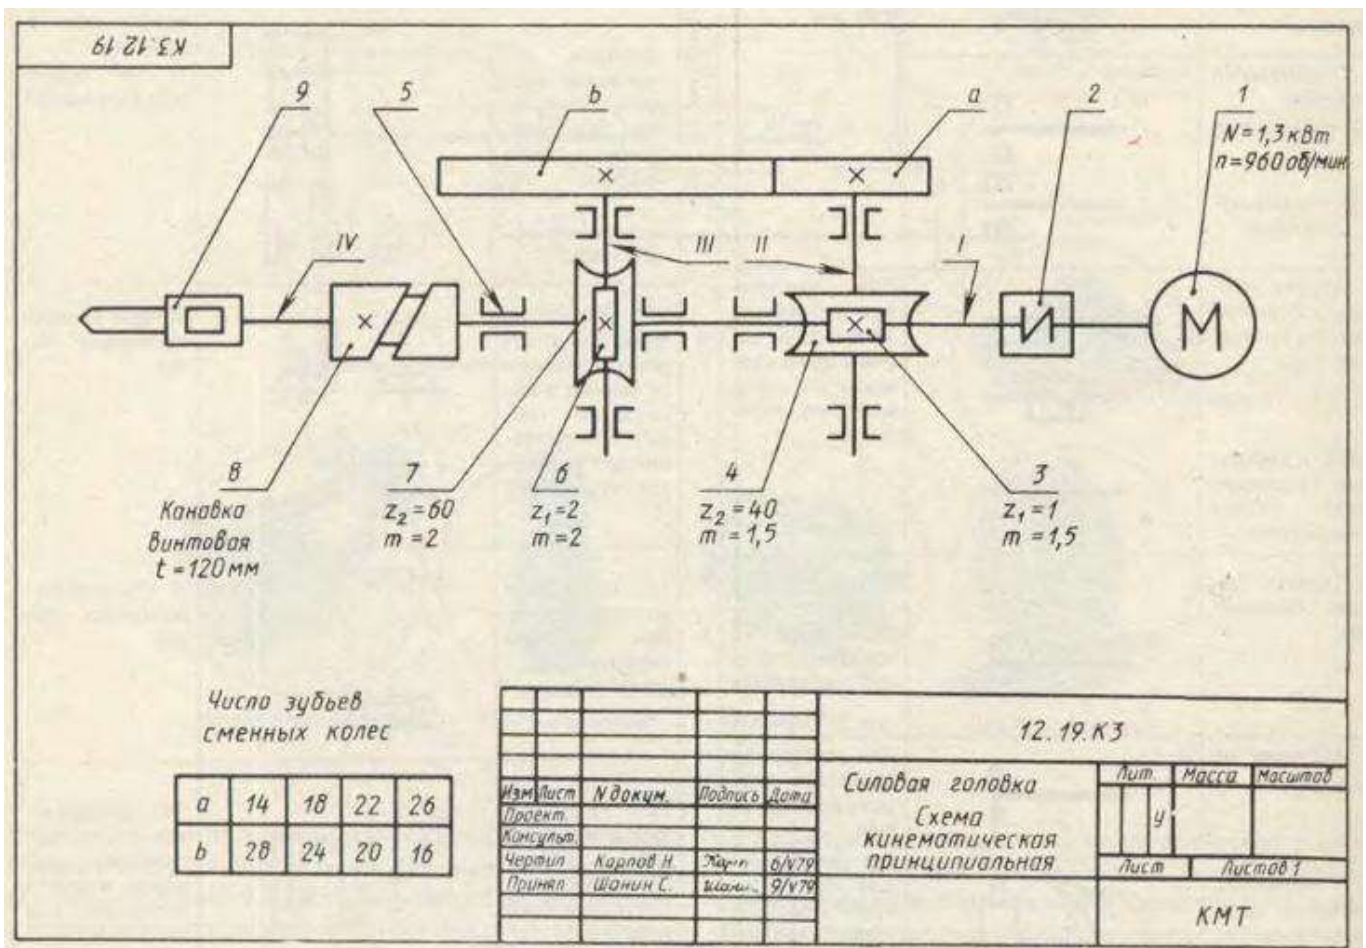 К3.12.19
9
5
b
a
2
1
N=1,3 квт
n=960 об/мин
IV
III
II
I
М
8
7
6
4
3
Канавка
винтовая
t=120 мм
z₂=60
m=2
z₁=2
m=2
z₂=40
m=1,5
z₁=1
m=1,5
Число зубьев
сменных колес
a 14 18 22 26
b 28 24 20 16
12.19.К3
Силовая головка
Схема
кинематическая
принципиальная
Лит. Масса Масштаб
у
Лист Листов 1
КМТ
Изм Лист N докум. Подпись Дата
Проект.
Консульт.
Чертил Карпов Н. 6/V79
Принял Шанин С. 9/V79